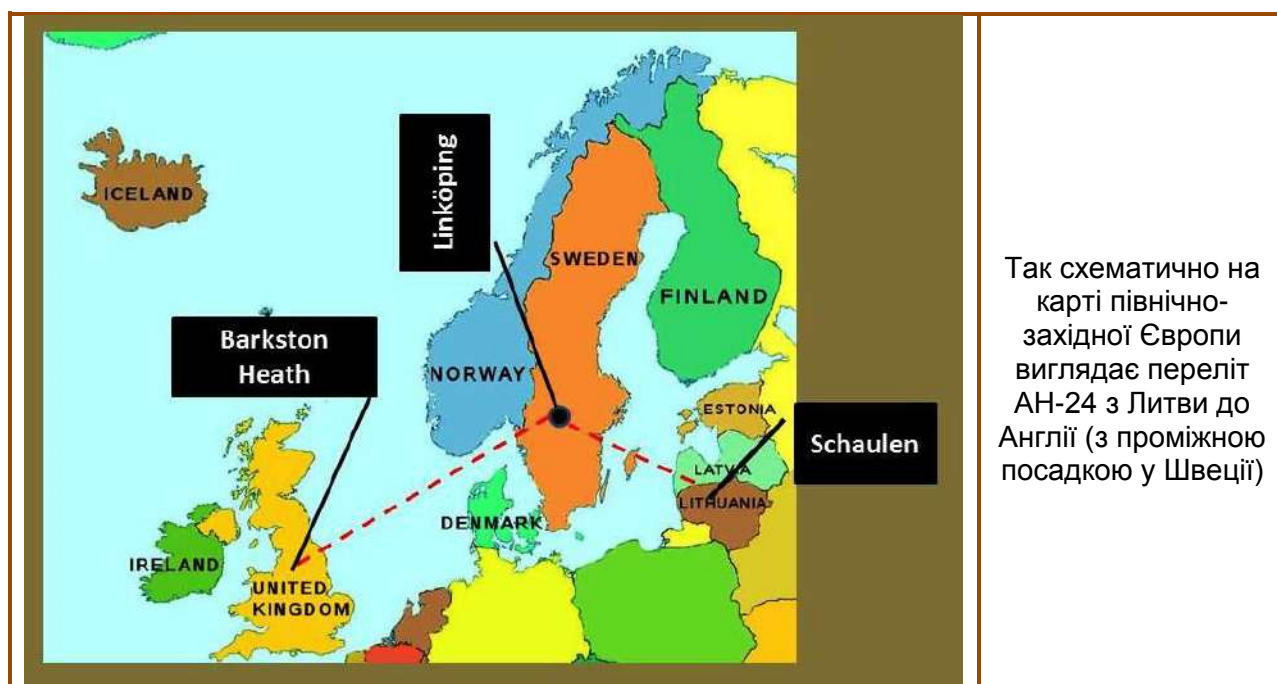 ICELAND
Linköping
SWEDEN
FINLAND
Barkston
Heath
NORWAY
ESTONIA
Schaulen
LATVIA
LITHUANIA
DENMARK
IRELAND
UNITED
KINGDOM
Так схематично на
карті північно-
західної Європи
виглядає переліт
АН-24 з Литви до
Англії (з проміжною
посадкою у Швеції)